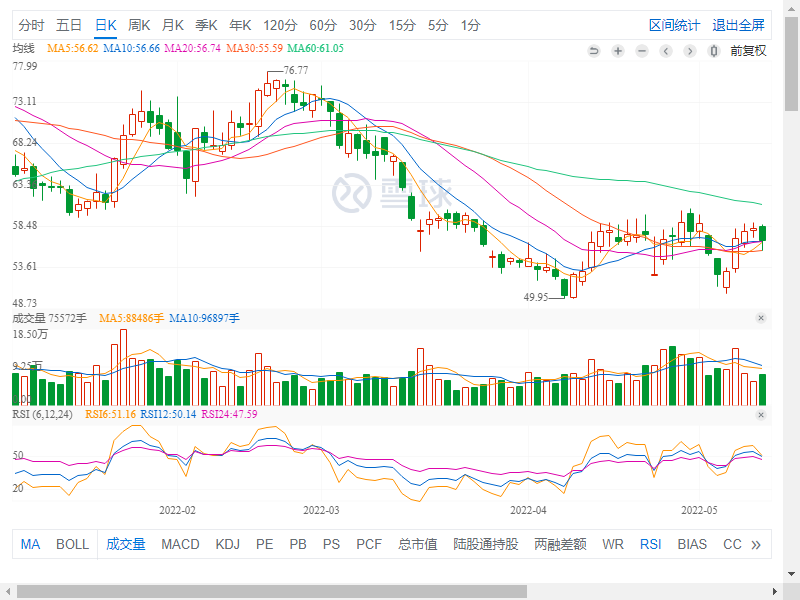 分时 五日 日K 周K 月K 季K 年K 120分 60分 30分 15分 5分 1分 区间统计 退出全屏
均线 MA5:56.62 MA10:56.66 MA20:56.74 MA30:55.59 MA60:61.05 前复权
77.99
76.77
73.11
68.24
雪球
58.48
53.61
49.95
48.73
成交量 75572手 MA5:88486手 MA10:96897手
18.50万
9.25万
RSI (6,12,24) RSI6:51.16 RSI12:50.14 RSI24:47.59
50
20
2022-02 2022-03 2022-04 2022-05
MA BOLL 成交量 MACD KDJ PE PB PS PCF 总市值 陆股通持股 两融差额 WR RSI BIAS CC »